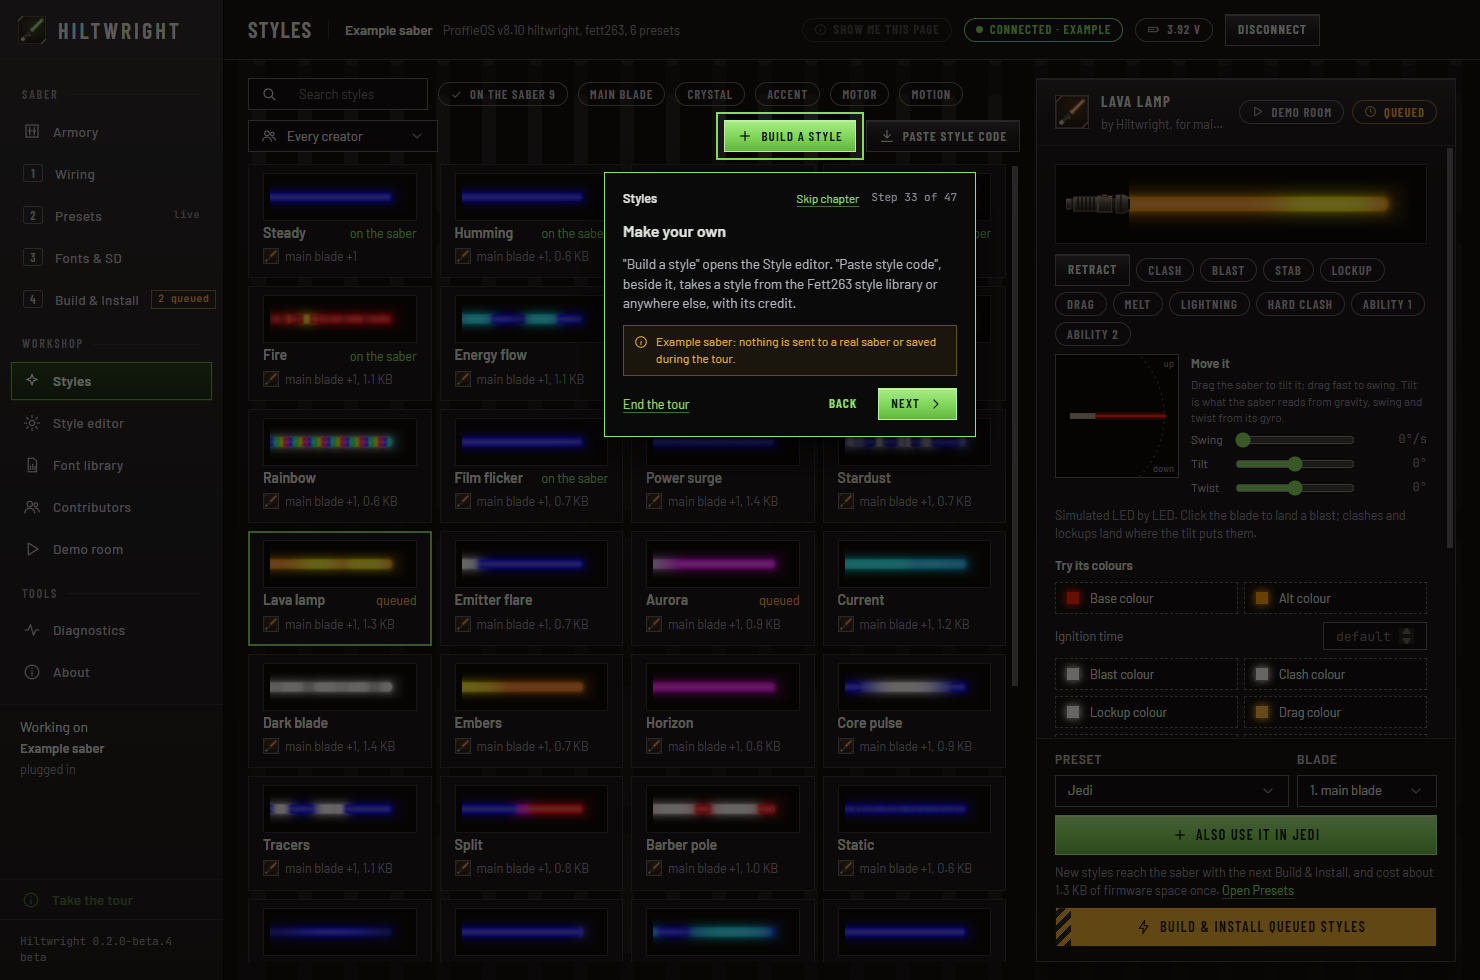 HILTWRIGHT
STYLES
Example saber ProffieOS v8.10 hiltwright, fett263, 6 presets
SHOW ME THIS PAGE
CONNECTED · EXAMPLE
3.92 V
DISCONNECT
SABER
Armory
1 Wiring
2 Presets live
3 Fonts & SD
4 Build & Install 2 queued
WORKSHOP
Styles
Style editor
Font library
Contributors
Demo room
TOOLS
Diagnostics
About
Working on
Example saber
plugged in
Take the tour
Hiltwright 0.2.0-beta.4
beta
Search styles
ON THE SABER 9
MAIN BLADE
CRYSTAL
ACCENT
MOTOR
MOTION
Every creator
BUILD A STYLE
PASTE STYLE CODE
Steady on the saber
main blade +1
Humming on the sabe
main blade +1, 0.6 KB
Styles
Skip chapter
Step 33 of 47
Make your own
"Build a style" opens the Style editor. "Paste style code",
beside it, takes a style from the Fett263 style library or
anywhere else, with its credit.
Example saber: nothing is sent to a real saber or saved
during the tour.
End the tour
BACK
NEXT
Fire on the saber
main blade +1, 1.1 KB
Energy flow
main blade +1, 1.1 KB
Rainbow
main blade +1, 0.6 KB
Film flicker on the saber
main blade +1, 0.7 KB
Power surge
main blade +1, 1.4 KB
Stardust
main blade +1, 0.7 KB
Lava lamp queued
main blade +1, 1.3 KB
Emitter flare
main blade +1, 0.7 KB
Aurora queued
main blade +1, 0.9 KB
Current
main blade +1, 1.2 KB
Dark blade
main blade +1, 1.4 KB
Embers
main blade +1, 0.7 KB
Horizon
main blade +1, 0.6 KB
Core pulse
main blade +1, 0.9 KB
Tracers
main blade +1, 1.1 KB
Split
main blade +1, 0.8 KB
Barber pole
main blade +1, 1.0 KB
Static
main blade +1, 0.6 KB
LAVA LAMP
by Hiltwright, for mai...
DEMO ROOM
QUEUED
RETRACT
CLASH
BLAST
STAB
LOCKUP
DRAG
MELT
LIGHTNING
HARD CLASH
ABILITY 1
ABILITY 2
up
down
Move it
Drag the saber to tilt it; drag fast to swing. Tilt
is what the saber reads from gravity, swing and
twist from its gyro.
Swing 0°/s
Tilt 0°
Twist 0°
Simulated LED by LED. Click the blade to land a blast; clashes and
lockups land where the tilt puts them.
Try its colours
Base colour
Alt colour
Ignition time default
Blast colour
Clash colour
Lockup colour
Drag colour
PRESET
BLADE
Jedi
1. main blade
ALSO USE IT IN JEDI
New styles reach the saber with the next Build & Install, and cost about
1.3 KB of firmware space once. Open Presets
BUILD & INSTALL QUEUED STYLES